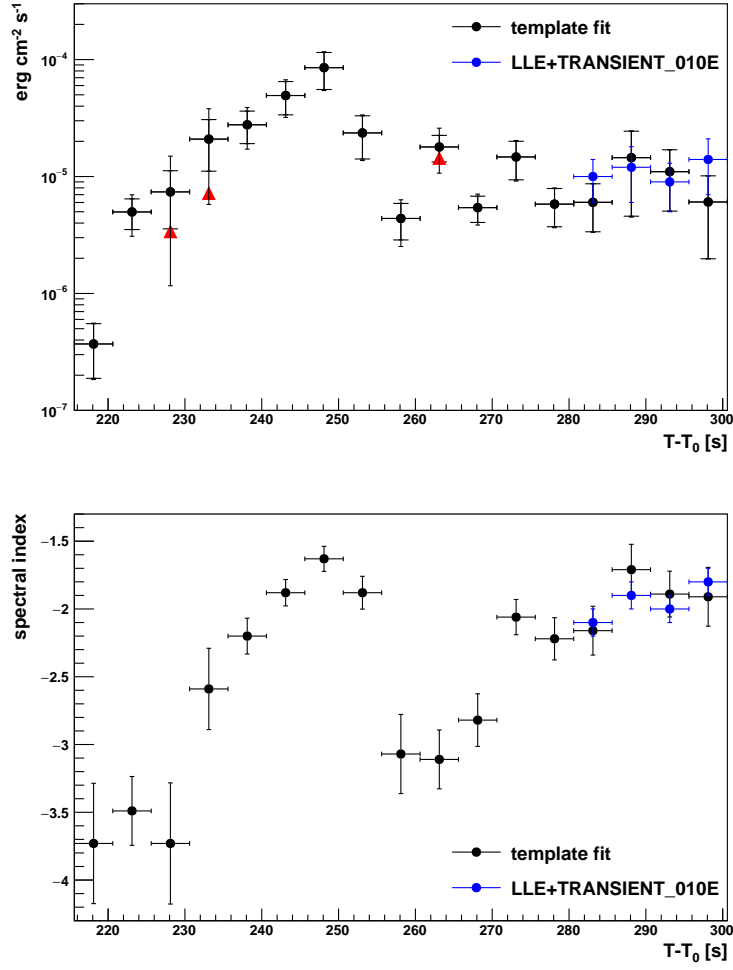 erg cm⁻² s⁻¹
10⁻⁴
10⁻⁵
10⁻⁶
10⁻⁷
template fit
LLE+TRANSIENT_010E
220 230 240 250 260 270 280 290 300
T-T₀ [s]
spectral index
−1.5
−2
−2.5
−3
−3.5
−4
template fit
LLE+TRANSIENT_010E
220 230 240 250 260 270 280 290 300
T-T₀ [s]